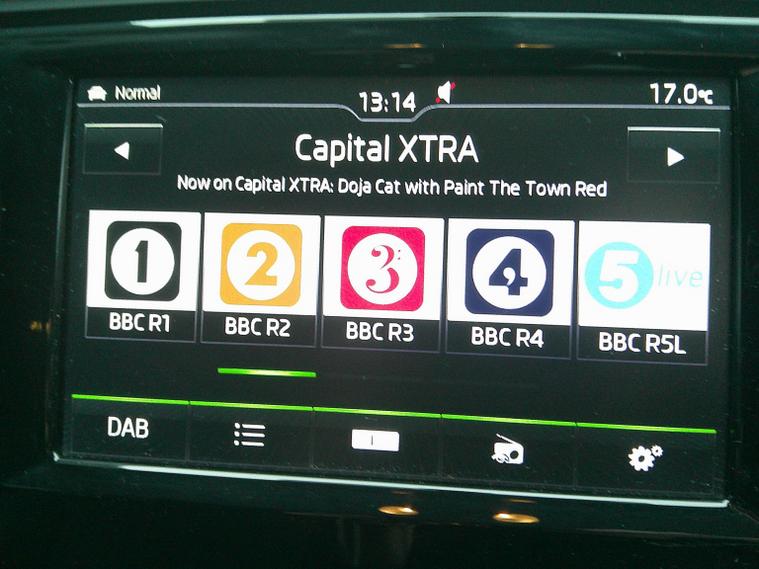 Normal
13:14
17.0°C
Capital XTRA
Now on Capital XTRA: Doja Cat with Paint The Town Red
1
2
3
4
5 live
BBC R1
BBC R2
BBC R3
BBC R4
BBC R5L
DAB